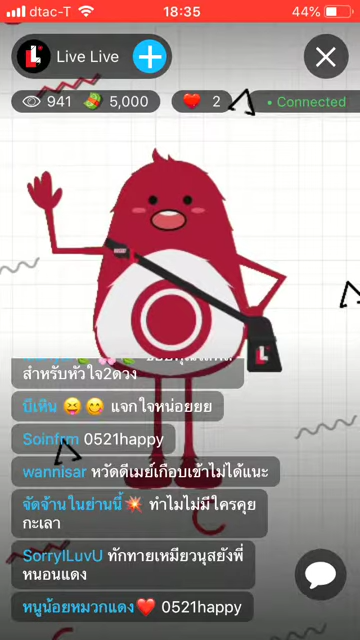 dtac-T 18:35 44%
Live Live
941 5,000 2 • Connected
สำหรับหัวใจ2ดวง
บีเหิน 😝😋 แจกใจหน่อยยย
Soinfrm 0521happy
wannisar หวัดดีเมย์เกือบเข้าไม่ได้แนะ
จัดจ้านในย่านนี้💥 ทำไมไม่มีใครคุย
กะเลา
SorryILuvU ทักทายเหมียวนุสยังพี่
หนอนแดง
หนูน้อยหมวกแดง❤️ 0521happy